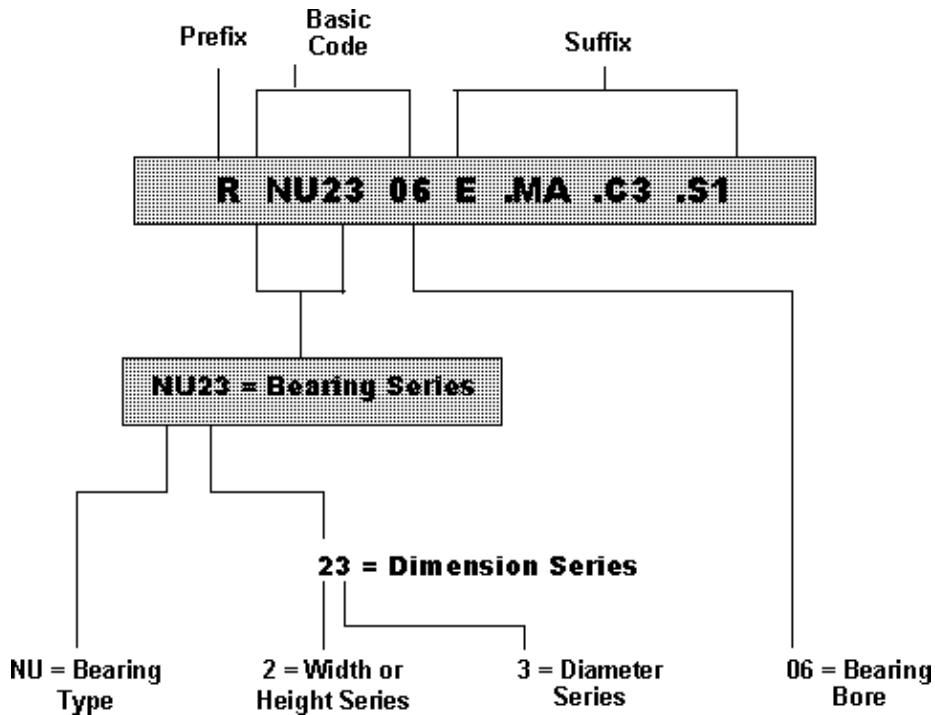 Prefix
Basic
Code
Suffix
R NU23 06 E .MA .C3 .S1
NU23 = Bearing Series
23 = Dimension Series
NU = Bearing
Type
2 = Width or
Height Series
3 = Diameter
Series
06 = Bearing
Bore